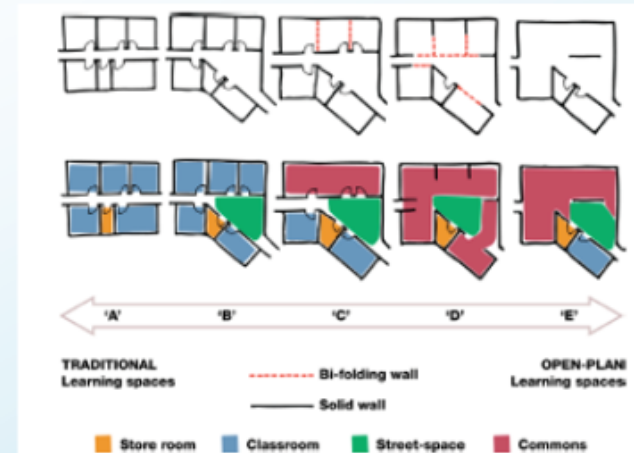 'A' 'B' 'C' 'D' 'E'
TRADITIONAL
Learning spaces
Bi-folding wall
Solid wall
OPEN-PLAN
Learning spaces
Store room Classroom Street-space Commons